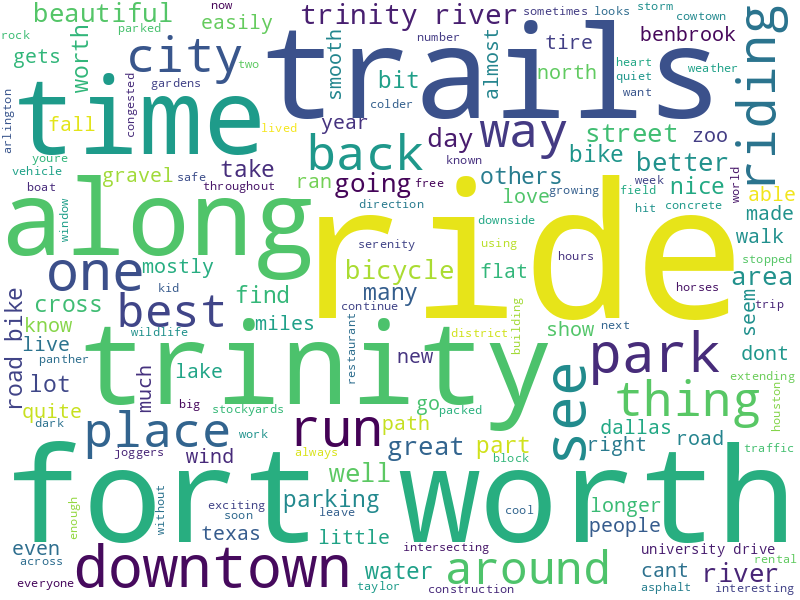 beautiful
easily
trinity river
sometimes
looks
storm
now
cowtown
rock
parked
worth
city
smooth
number
tire
almost
benbrook
gets
two
north
heart
quiet
weather
gardens
bit
colder
want
riding
trails
time
arlington
fall
congested
lived
year
day
way
street
zoo
youre
back
known
bike
better
vehicle
gravel
safe
take
others
week
world
boat
throughout
ran
going
free
love
growing
field
nice
able
direction
hit
concrete
made
window
along
ride
downside
walk
serenity
using
stopped
one
mostly
bicycle
flat
hours
area
kid
many
horses
trip
road bike
cross
best
find
continue
seem
know
wildlife
miles
district
building
show
next
live
trinity
restaurant
new
park
dont
panther
lake
see
extending
lot
much
thing
houston
quite
big
go
packed
dark
stockyards
place
run
path
dallas
work
great
part
right
road
joggers
always
traffic
wind
block
well
fort worth
enough
without
exciting
parking
longer
leave
cool
people
soon
texas
little
even
across
intersecting
university drive
downtown
around
rental
everyone
water
cant
river
taylor
construction
asphalt
interesting